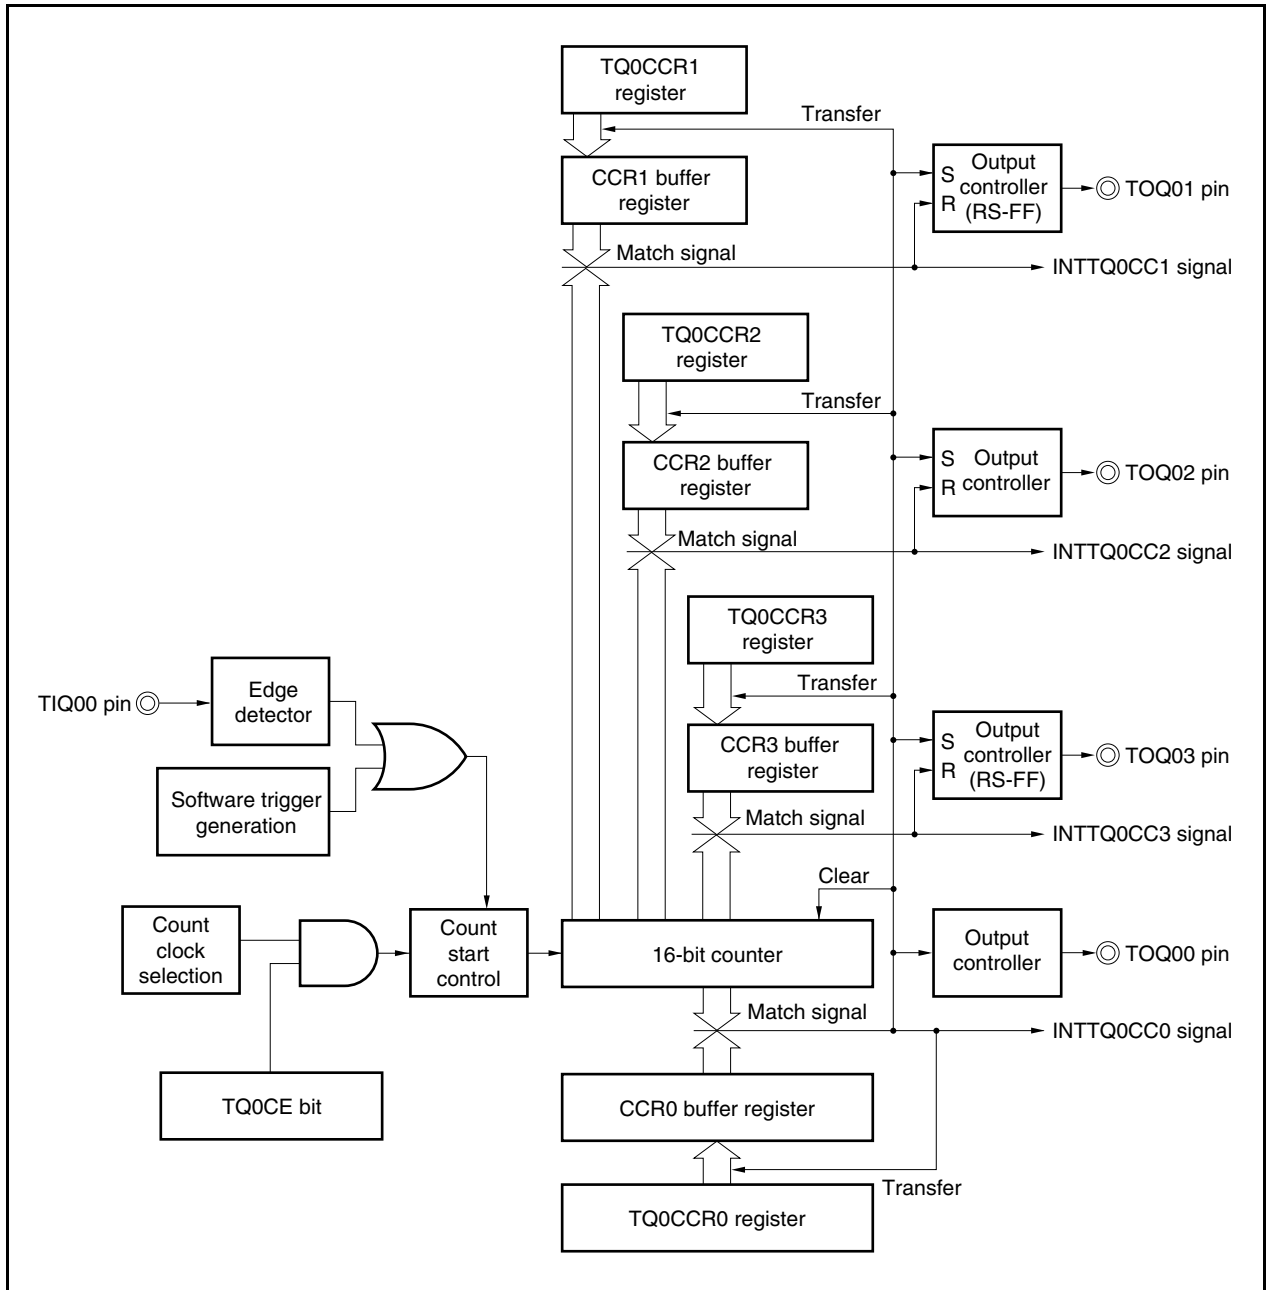 TQ0CCR1
register
Transfer
CCR1 buffer
register
S
R
Output
controller
(RS-FF)
TOQ01 pin
Match signal
INTTQ0CC1 signal
TQ0CCR2
register
Transfer
CCR2 buffer
register
S
R
Output
controller
TOQ02 pin
Match signal
INTTQ0CC2 signal
TQ0CCR3
register
Transfer
TIQ00 pin
Edge
detector
CCR3 buffer
register
S
R
Output
controller
(RS-FF)
TOQ03 pin
Software trigger
generation
Match signal
INTTQ0CC3 signal
Clear
Count
clock
selection
Count
start
control
16-bit counter
Output
controller
TOQ00 pin
Match signal
INTTQ0CC0 signal
TQ0CE bit
CCR0 buffer register
Transfer
TQ0CCR0 register